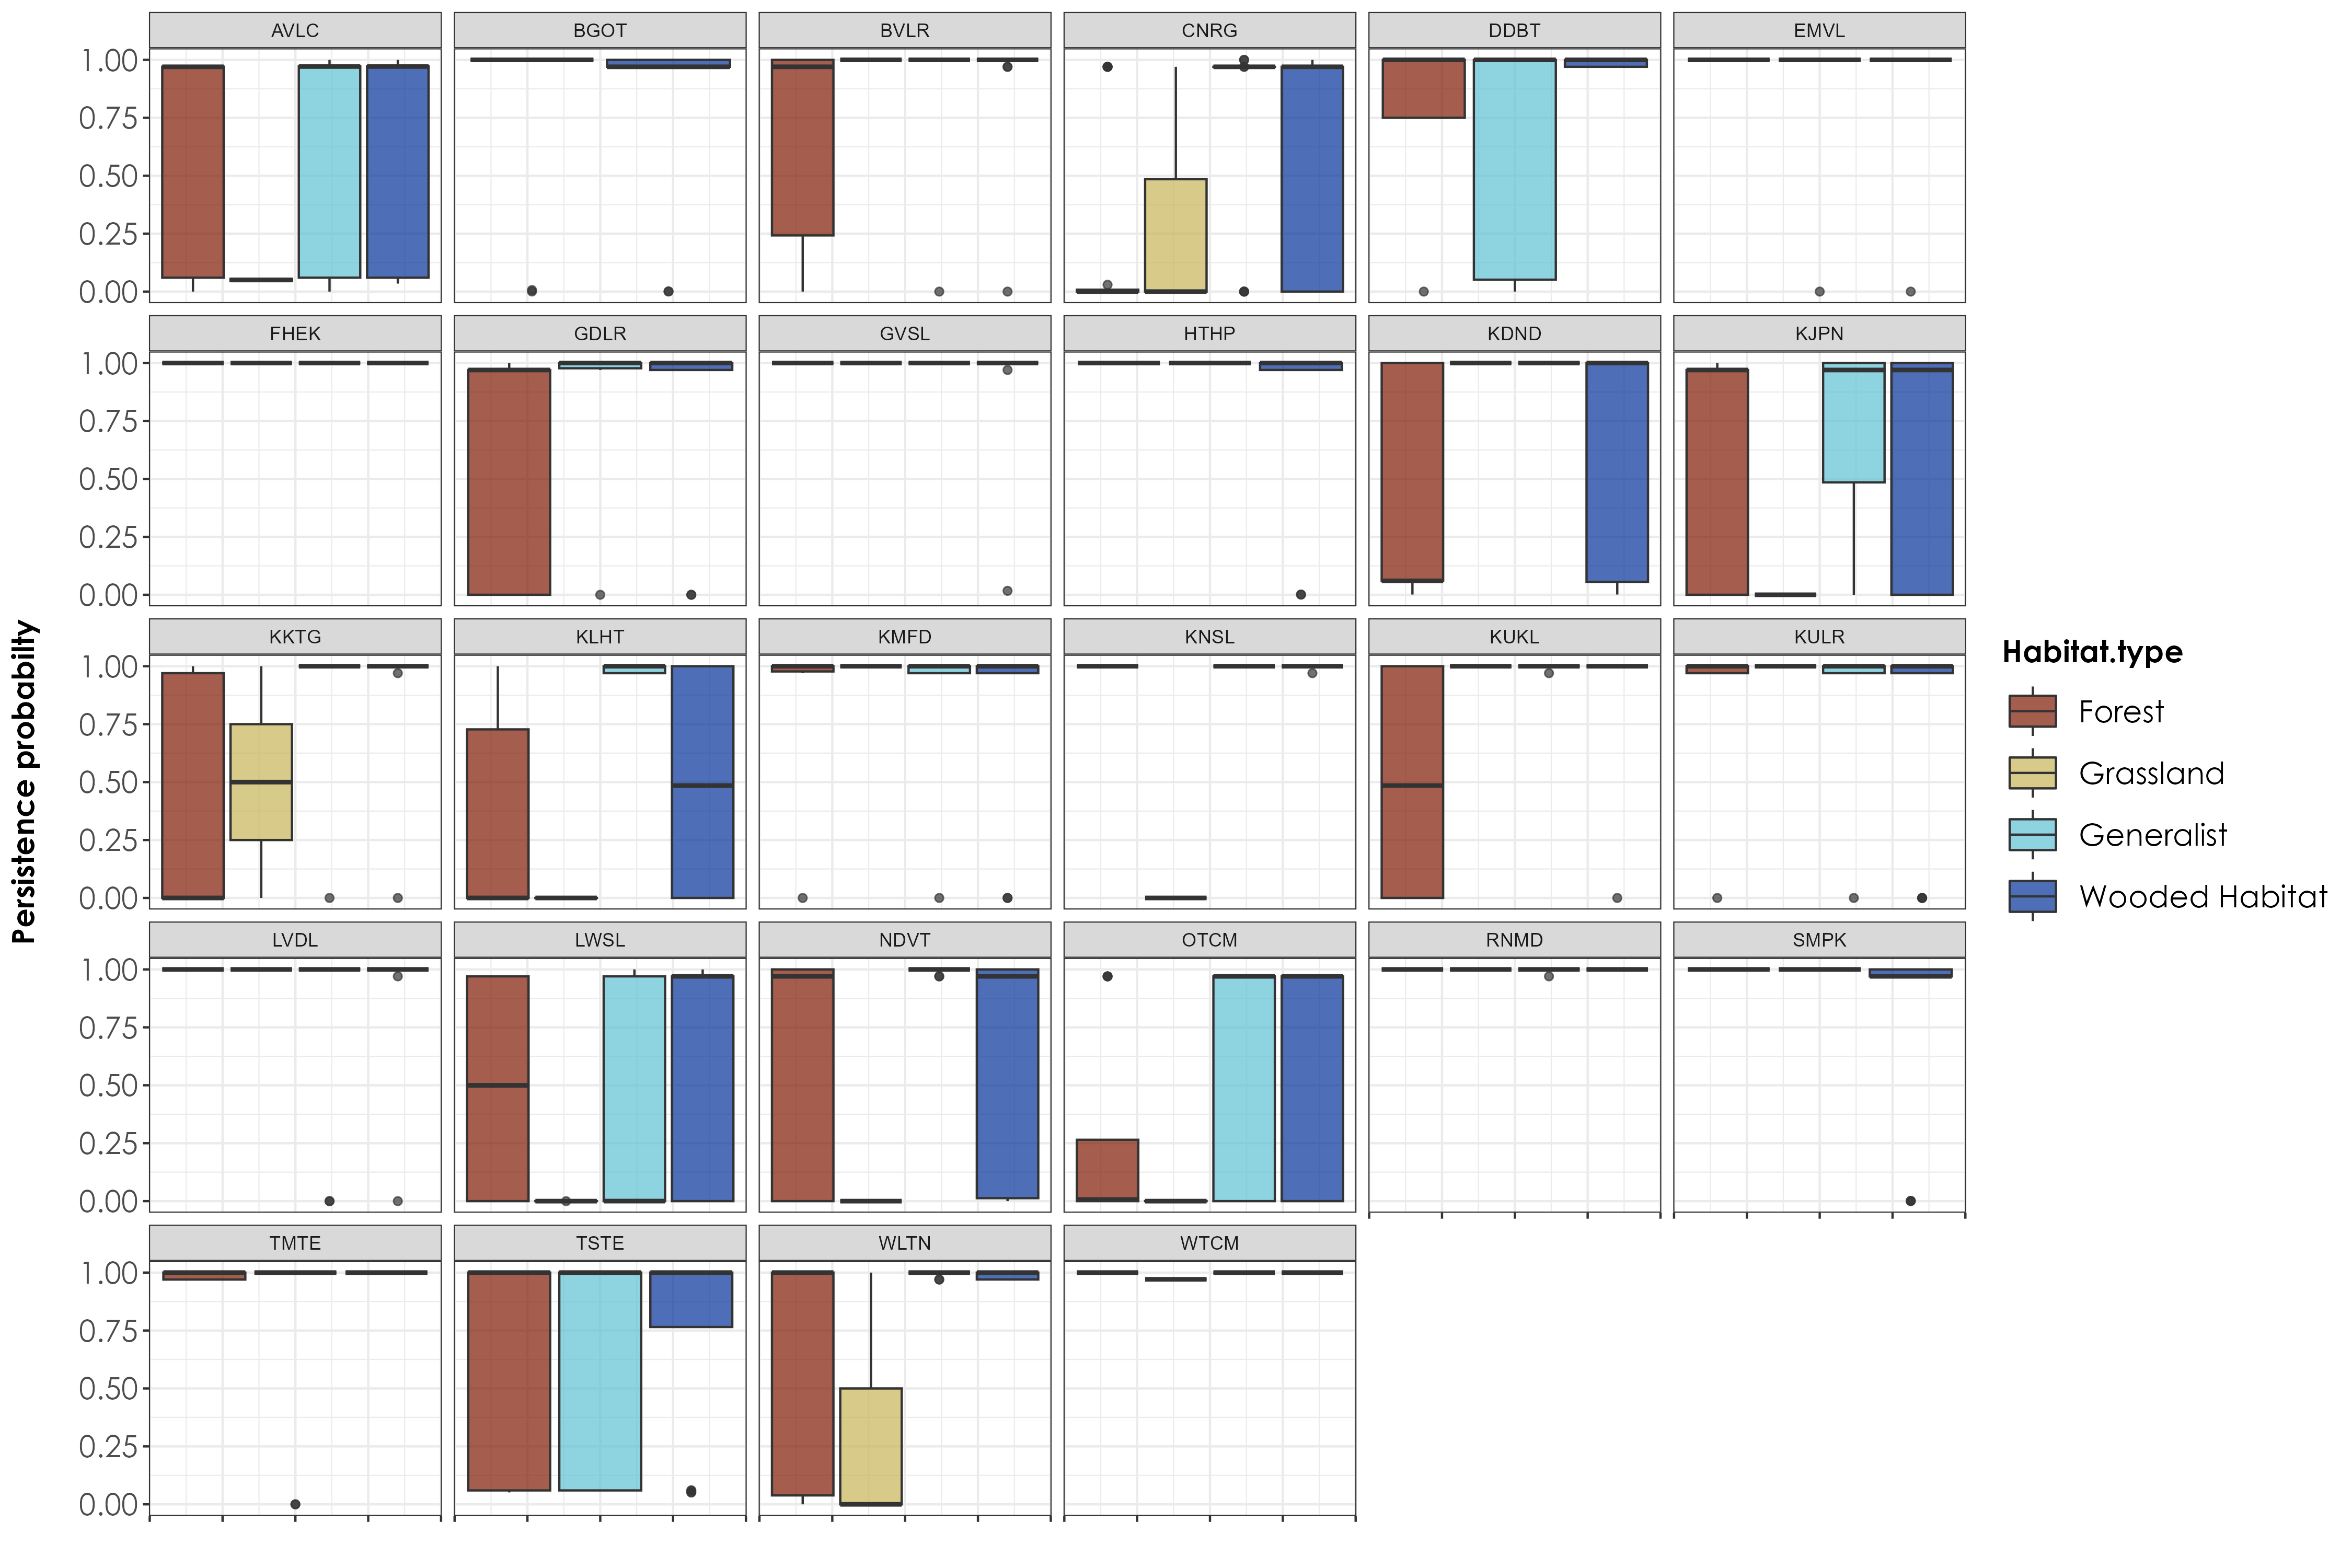 AVLC BGOT BVLR CNRG DDBT EMVL
1.00
0.75
0.50
0.25
0.00
FHEK GDLR GVSL HTHP KDND KJPN
1.00
0.75
0.50
0.25
0.00
KKTG KLHT KMFD KNSL KUKL KULR
1.00
0.75
0.50
0.25
0.00
LVDL LWSL NDVT OTCM RNMD SMPK
1.00
0.75
0.50
0.25
0.00
TMTE TSTE WLTN WTCM
1.00
0.75
0.50
0.25
0.00
Persistence probabilty
Habitat.type
Forest
Grassland
Generalist
Wooded Habitat